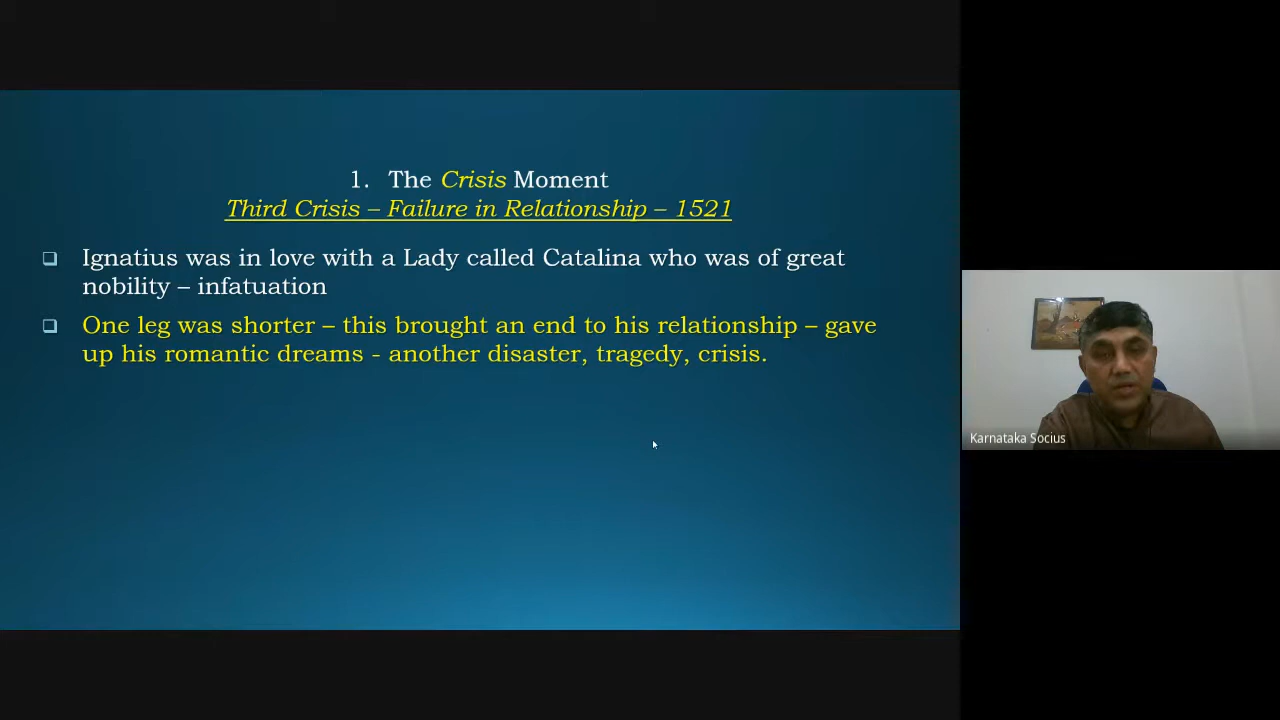 1. The Crisis Moment
Third Crisis – Failure in Relationship – 1521
❑ Ignatius was in love with a Lady called Catalina who was of great
nobility – infatuation
❑ One leg was shorter – this brought an end to his relationship – gave
up his romantic dreams - another disaster, tragedy, crisis.
Karnataka Socius